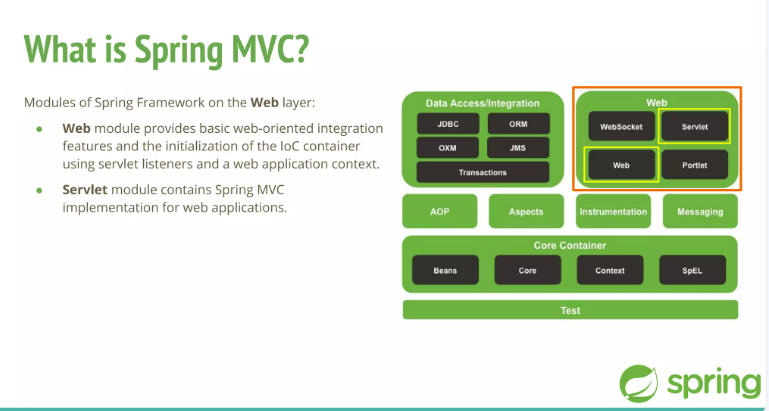 What is Spring MVC?
Modules of Spring Framework on the Web layer:
● Web module provides basic web-oriented integration
features and the initialization of the IoC container
using servlet listeners and a web application context.
● Servlet module contains Spring MVC
implementation for web applications.
Data Access/Integration
JDBC
ORM
OXM
JMS
Transactions
Web
WebSocket
Servlet
Web
Portlet
AOP
Aspects
Instrumentation
Messaging
Core Container
Beans
Core
Context
SpEL
Test
spring